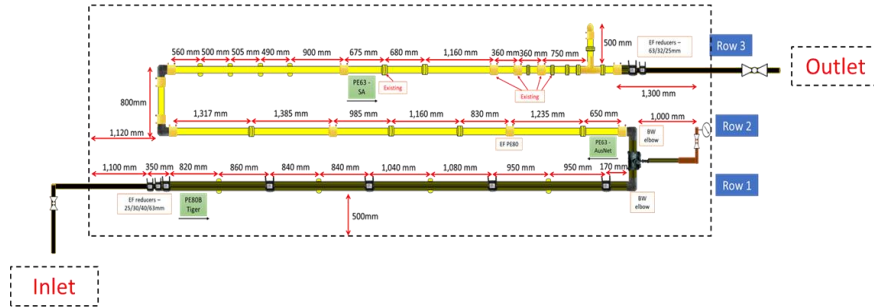 500 mm
EF reducers –
63/32/25mm
Row 3
Outlet
560 mm
500 mm
505 mm
490 mm
900 mm
675 mm
680 mm
1,160 mm
360 mm
360 mm
750 mm
PE63 -
SA
Existing
Existing
1,300 mm
800mm
1,120 mm
1,317 mm
1,385 mm
985 mm
1,160 mm
830 mm
1,235 mm
650 mm
EF-PE80
PE63 -
AusNet
BW
elbow
1,000 mm
Row 2
1,100 mm
350 mm
820 mm
860 mm
840 mm
840 mm
1,040 mm
1,080 mm
950 mm
950 mm
170 mm
Row 1
EF reducers –
25/30/40/63mm
PE80B
Tiger
500mm
BW
elbow
Inlet